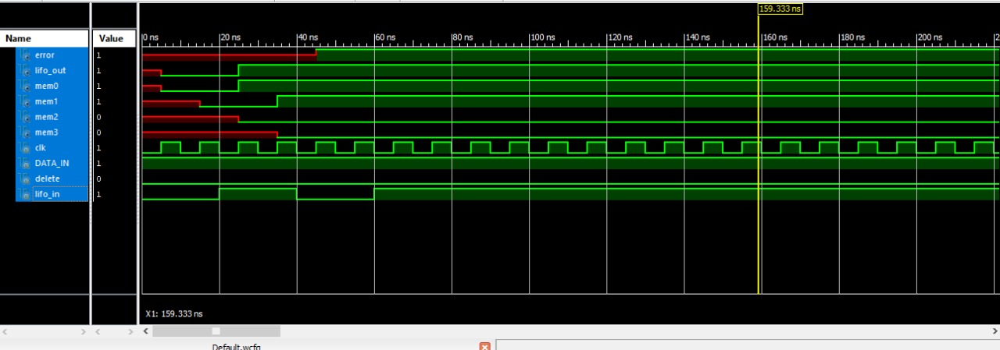 159.333 ns
Name Value 0 ns 20 ns 40 ns 60 ns 80 ns 100 ns 120 ns 140 ns 160 ns 180 ns 200 ns 2
error 1
lifo_out 1
mem0 1
mem1 1
mem2 0
mem3 0
clk 1
DATA_IN 1
delete 0
lifo_in 1
X1: 159.333 ns
Default.wcfg